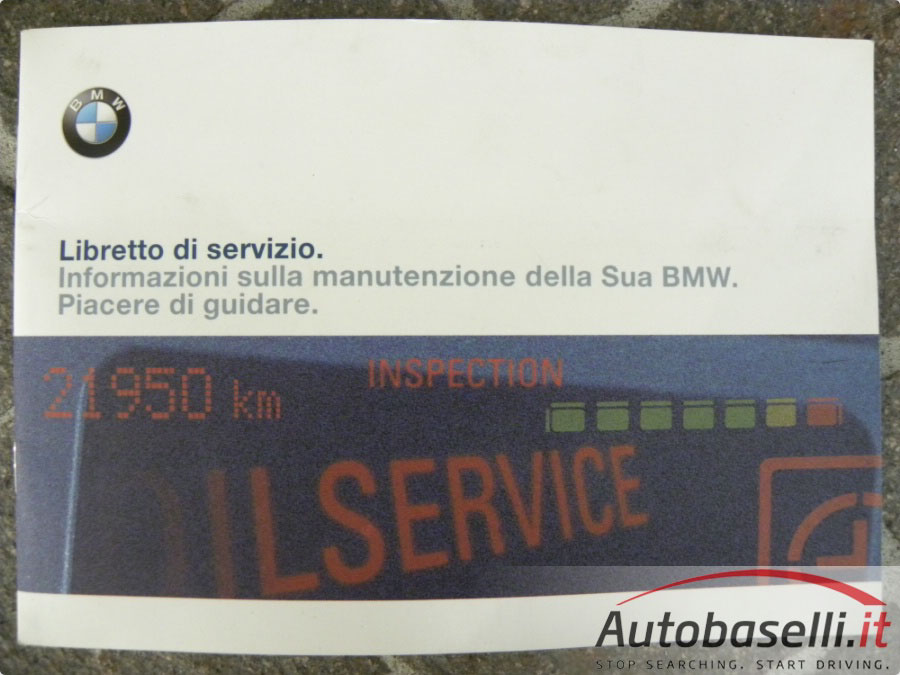 BMW
Libretto di servizio.
Informazioni sulla manutenzione della Sua BMW.
Piacere di guidare.
21950 km
INSPECTION
OILSERVICE
Autobaselli.it
STOP SEARCHING. START DRIVING.